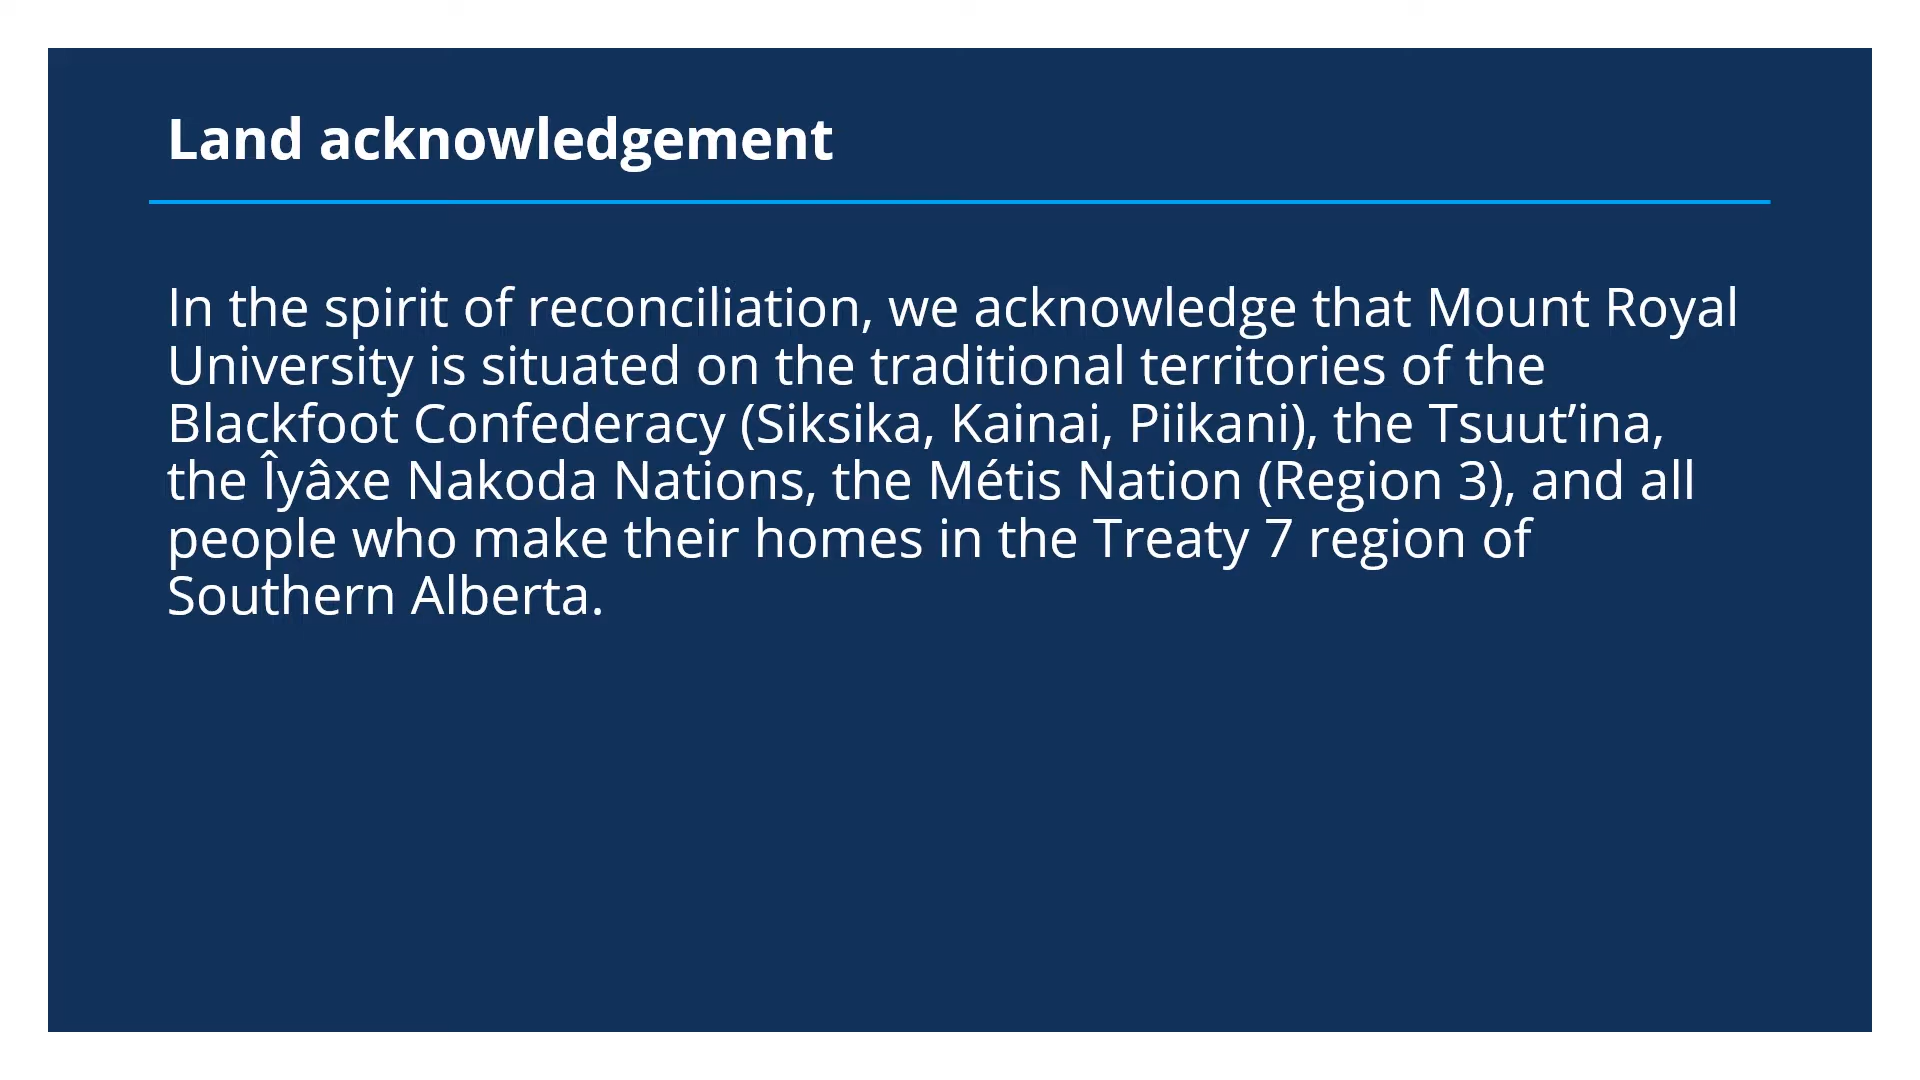 Land acknowledgement
In the spirit of reconciliation, we acknowledge that Mount Royal
University is situated on the traditional territories of the
Blackfoot Confederacy (Siksika, Kainai, Piikani), the Tsuut’ina,
the Îyâxe Nakoda Nations, the Métis Nation (Region 3), and all
people who make their homes in the Treaty 7 region of
Southern Alberta.